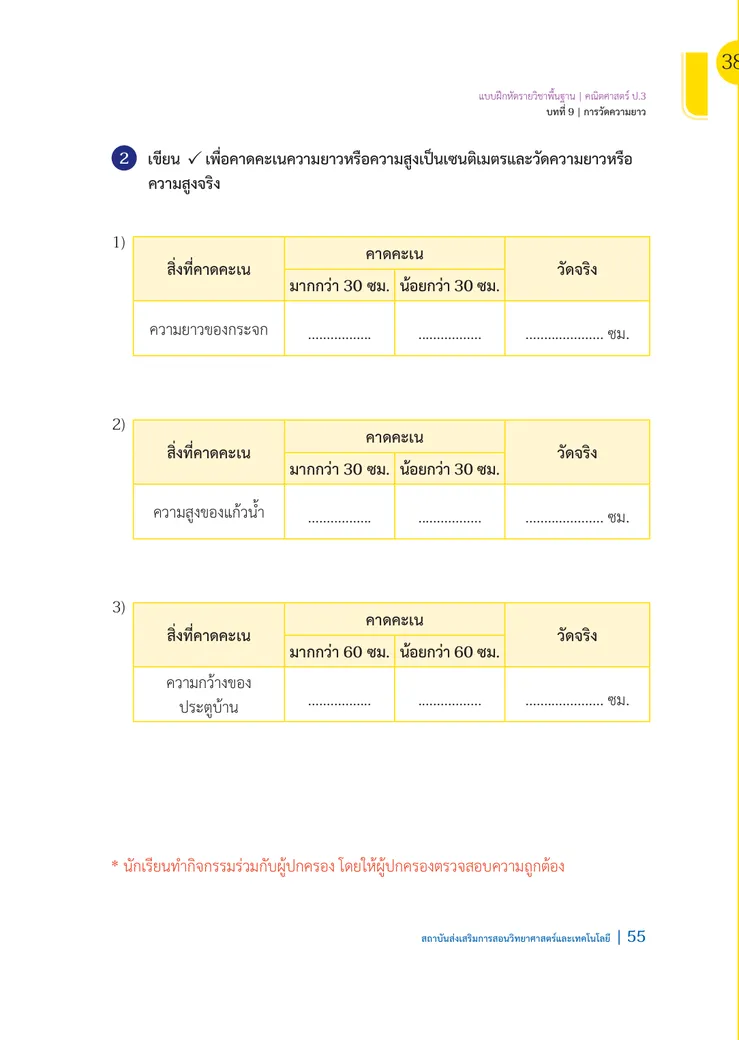 38
แบบฝึกหัดรายวิชาพื้นฐาน | คณิตศาสตร์ ป.3
บทที่ 9 | การวัดความยาว
2 เขียน ✓ เพื่อคาดคะเนความยาวหรือความสูงเป็นเซนติเมตรและวัดความยาวหรือ
ความสูงจริง
1)
สิ่งที่คาดคะเน คาดคะเน วัดจริง
มากกว่า 30 ซม. น้อยกว่า 30 ซม.
ความยาวของกระจก ................. ................. ..................... ซม.
2)
สิ่งที่คาดคะเน คาดคะเน วัดจริง
มากกว่า 30 ซม. น้อยกว่า 30 ซม.
ความสูงของแก้วน้ำ ................. ................. ..................... ซม.
3)
สิ่งที่คาดคะเน คาดคะเน วัดจริง
มากกว่า 60 ซม. น้อยกว่า 60 ซม.
ความกว้างของ
ประตูบ้าน ................. ................. ..................... ซม.
* นักเรียนทำกิจกรรมร่วมกับผู้ปกครอง โดยให้ผู้ปกครองตรวจสอบความถูกต้อง
สถาบันส่งเสริมการสอนวิทยาศาสตร์และเทคโนโลยี | 55